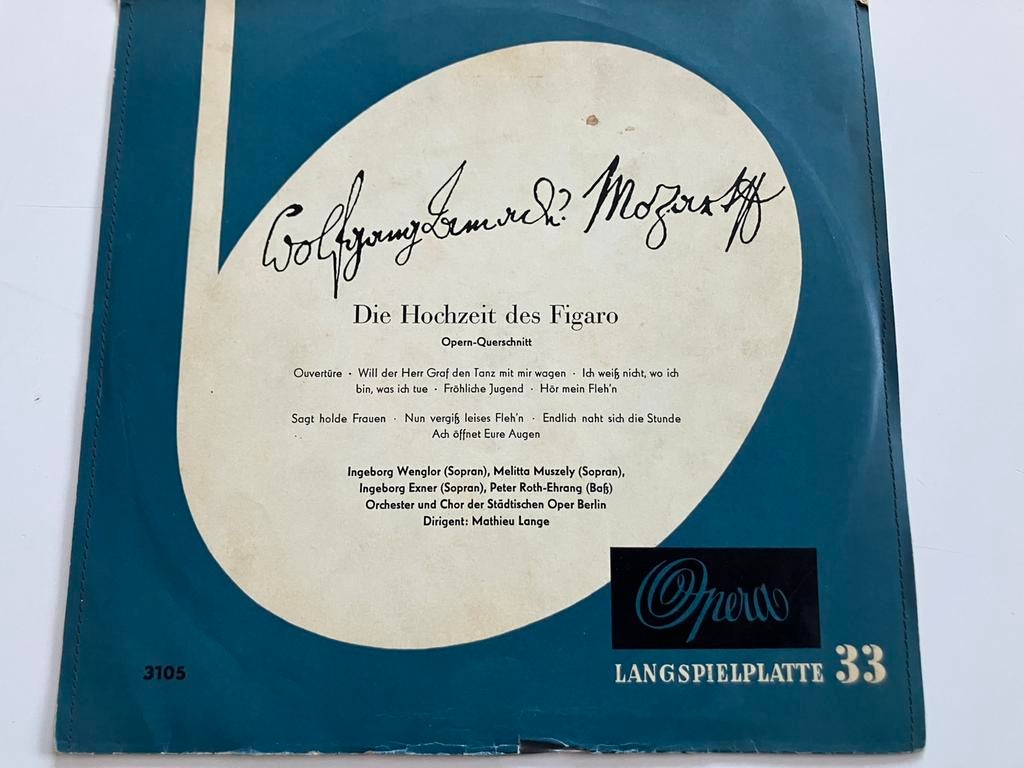 Wolfgang Amadè Mozart
Die Hochzeit des Figaro
Opern-Querschnitt
Ouvertüre · Will der Herr Graf den Tanz mit mir wagen · Ich weiß nicht, wo ich
bin, was ich tue · Fröhliche Jugend · Hör mein Fleh'n
Sagt holde Frauen · Nun vergiß leises Fleh'n · Endlich naht sich die Stunde
Ach öffnet Eure Augen
Ingeborg Wenglor (Sopran), Melitta Muszely (Sopran),
Ingeborg Exner (Sopran), Peter Roth-Ehrang (Baß)
Orchester und Chor der Städtischen Oper Berlin
Dirigent: Mathieu Lange
Opera
LANGSPIELPLATTE 33
3105